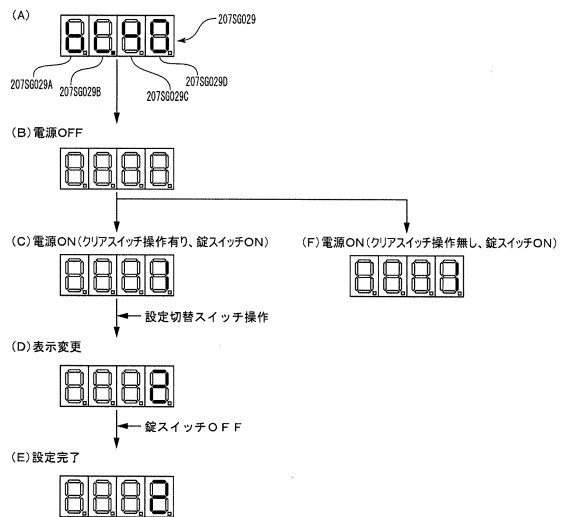 (A)
207SG029
207SG029A
207SG029B
207SG029C
207SG029D
(B)電源OFF
(C)電源ON(クリアスイッチ操作有り、錠スイッチON)
(F)電源ON(クリアスイッチ操作無し、錠スイッチON)
設定切替スイッチ操作
(D)表示変更
錠スイッチOFF
(E)設定完了